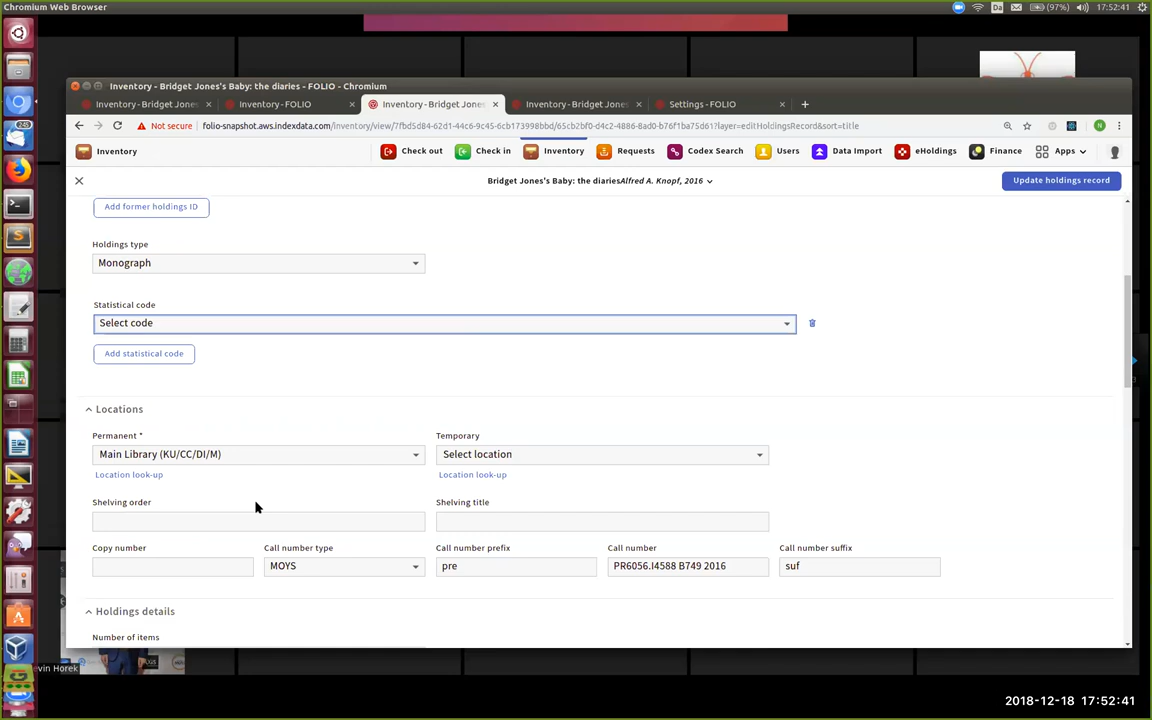 Chromium Web Browser
Da
(97%)
17:52:41
Inventory - Bridget Jones's Baby: the diaries - FOLIO - Chromium
Inventory - Bridget Jones
Inventory - FOLIO
Inventory - Bridget Jone
Inventory - Bridget Jone
Settings - FOLIO
Not secure
folio-snapshot.aws.indexdata.com/inventory/view/7fbd5d84-62d1-44c6-9c45-6cb173998bbd/65cb2bf0-d4c2-4886-8ad0-b76f1ba75d61?layer=editHoldingsRecord&sort=title
N
Inventory
Check out
Check in
Inventory
Requests
Codex Search
Users
Data Import
eHoldings
Finance
Apps
Bridget Jones's Baby: the diariesAlfred A. Knopf, 2016
Update holdings record
Add former holdings ID
Holdings type
Monograph
Statistical code
Select code
Add statistical code
Locations
Permanent *
Temporary
Main Library (KU/CC/DI/M)
Select location
Location look-up
Location look-up
Shelving order
Shelving title
Copy number
Call number type
Call number prefix
Call number
Call number suffix
MOYS
pre
PR6056.I4588 B749 2016
suf
Holdings details
Number of items
evin Horek
2018-12-18 17:52:41